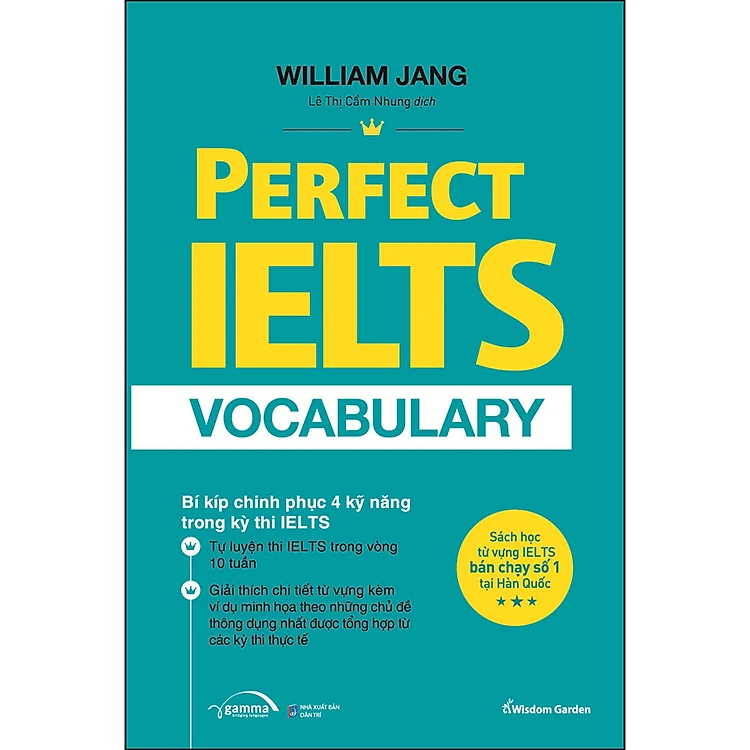 WILLIAM JANG
Lê Thị Cẩm Nhung dịch
PERFECT
IELTS
VOCABULARY
Bí kíp chinh phục 4 kỹ năng
trong kỳ thi IELTS
Tự luyện thi IELTS trong vòng
10 tuần
Giải thích chi tiết từ vựng kèm
ví dụ minh họa theo những chủ đề
thông dụng nhất được tổng hợp từ
các kỳ thi thực tế
Sách học
từ vựng IELTS
bán chạy số 1
tại Hàn Quốc
gamma
bridging languages
NHÀ XUẤT BẢN
DÂN TRÍ
Wisdom Garden